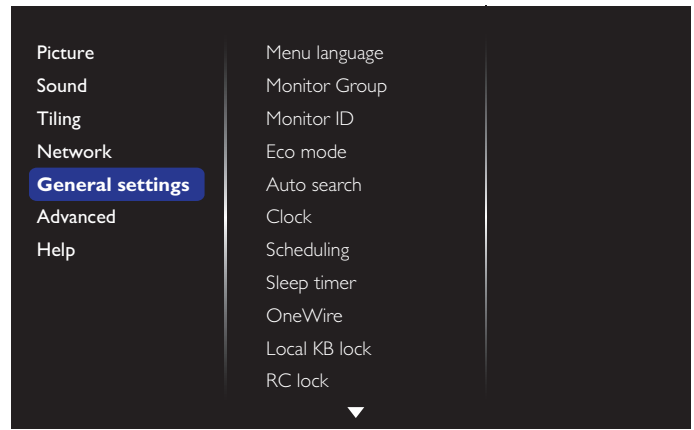 Picture
Sound
Tiling
Network
General settings
Advanced
Help
Menu language
Monitor Group
Monitor ID
Eco mode
Auto search
Clock
Scheduling
Sleep timer
OneWire
Local KB lock
RC lock